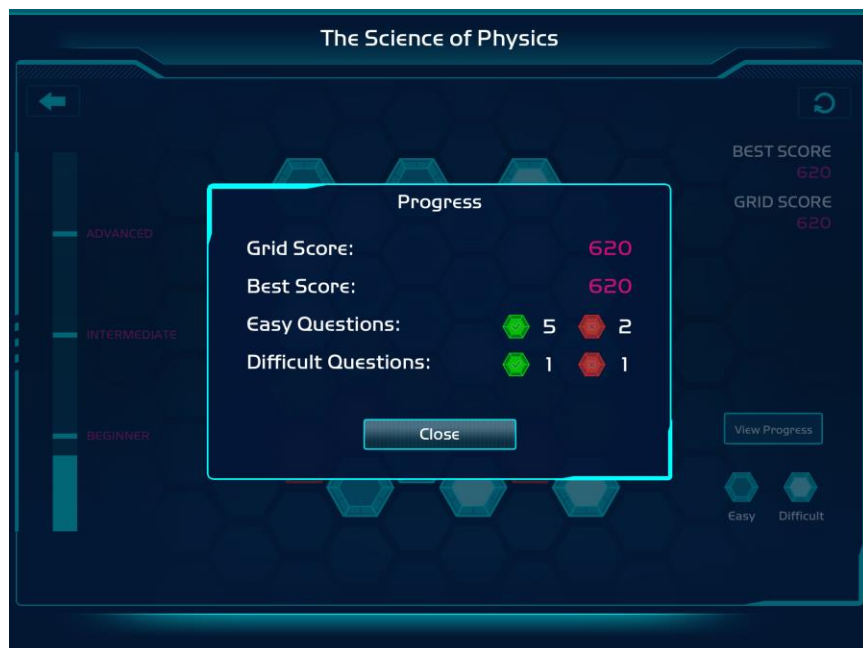 The Science of Physics
BEST SCORE
620
GRID SCORE
620
ADVANCED
INTERMEDIATE
BEGINNER
Progress
Grid Score: 620
Best Score: 620
Easy Questions: 5 2
Difficult Questions: 1 1
Close
View Progress
Easy Difficult